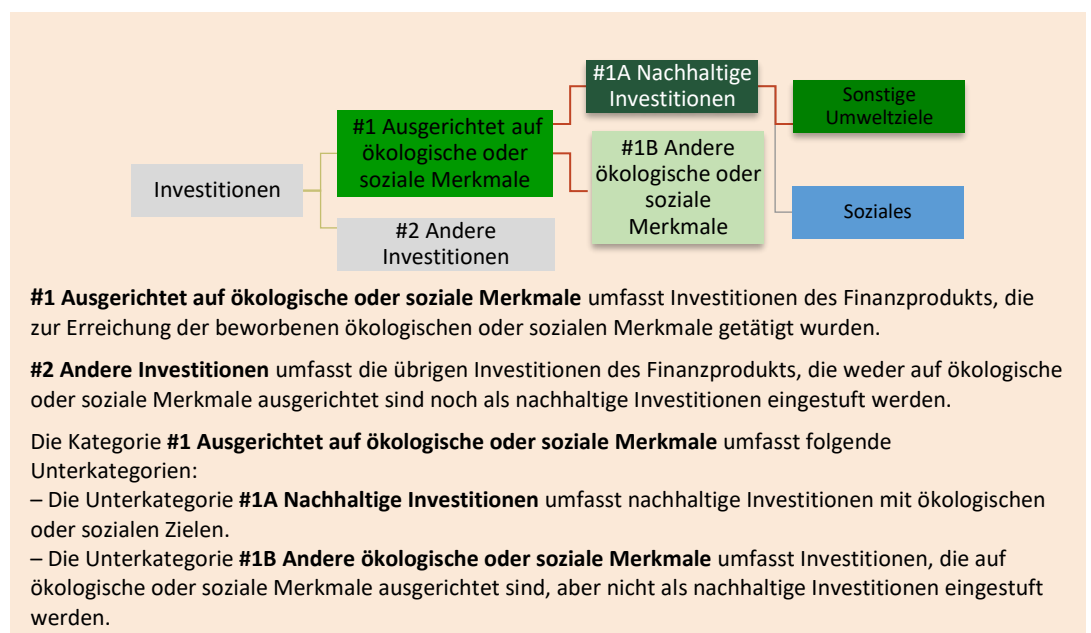 #1A Nachhaltige
Investitionen
Sonstige
Umweltziele
#1 Ausgerichtet auf
ökologische oder
soziale Merkmale
#1B Andere
ökologische oder
soziale
Merkmale
Investitionen
Soziales
#2 Andere
Investitionen
#1 Ausgerichtet auf ökologische oder soziale Merkmale umfasst Investitionen des Finanzprodukts, die
zur Erreichung der beworbenen ökologischen oder sozialen Merkmale getätigt wurden.
#2 Andere Investitionen umfasst die übrigen Investitionen des Finanzprodukts, die weder auf ökologische
oder soziale Merkmale ausgerichtet sind noch als nachhaltige Investitionen eingestuft werden.
Die Kategorie #1 Ausgerichtet auf ökologische oder soziale Merkmale umfasst folgende
Unterkategorien:
– Die Unterkategorie #1A Nachhaltige Investitionen umfasst nachhaltige Investitionen mit ökologischen
oder sozialen Zielen.
– Die Unterkategorie #1B Andere ökologische oder soziale Merkmale umfasst Investitionen, die auf
ökologische oder soziale Merkmale ausgerichtet sind, aber nicht als nachhaltige Investitionen eingestuft
werden.